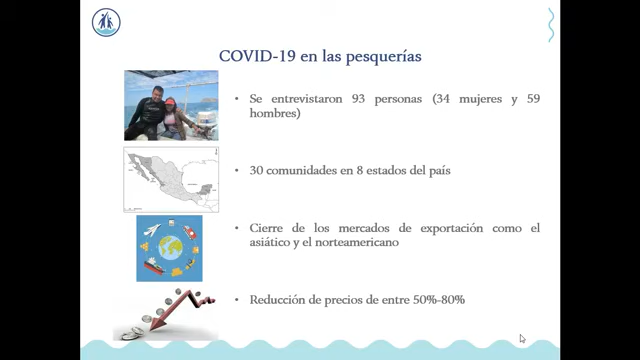 COVID-19 en las pesquerías
• Se entrevistaron 93 personas (34 mujeres y 59
hombres)
• 30 comunidades en 8 estados del país
• Cierre de los mercados de exportación como el
asiático y el norteamericano
• Reducción de precios de entre 50%-80%